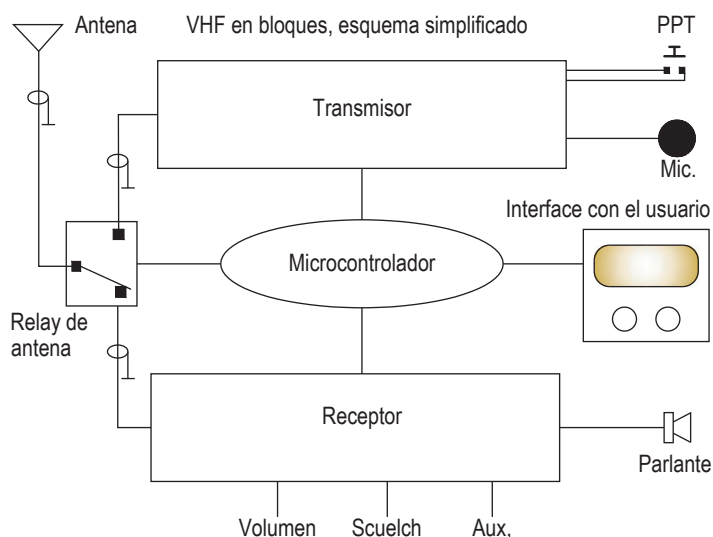 Antena
VHF en bloques, esquema simplificado
PPT
Transmisor
Mic.
Interface con el usuario
Microcontrolador
Relay de
antena
Receptor
Parlante
Volumen
Scuelch
Aux,